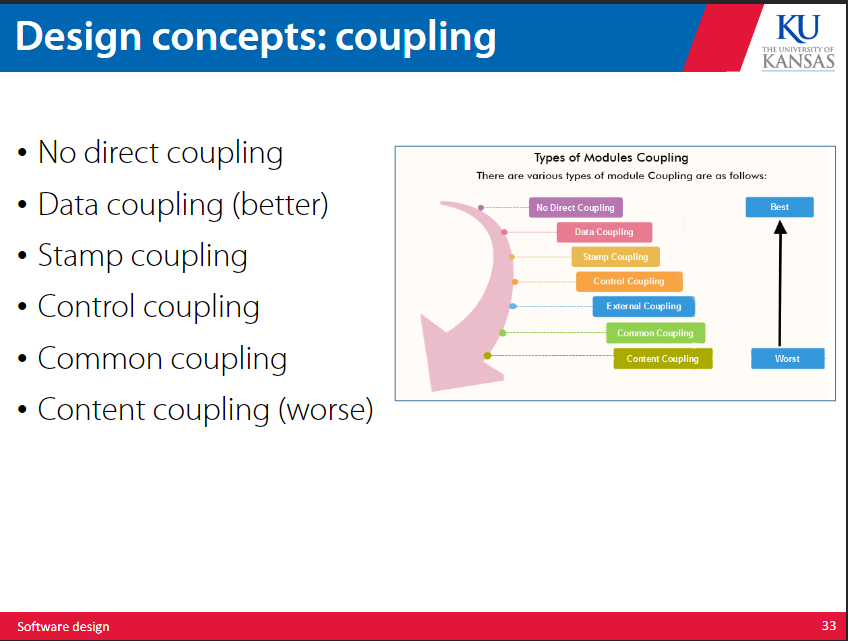 Design concepts: coupling
KU
THE UNIVERSITY OF
KANSAS
• No direct coupling
• Data coupling (better)
• Stamp coupling
• Control coupling
• Common coupling
• Content coupling (worse)
Types of Modules Coupling
There are various types of module Coupling are as follows:
No Direct Coupling
Data Coupling
Stamp Coupling
Control Coupling
External Coupling
Common Coupling
Content Coupling
Best
Worst
Software design
33